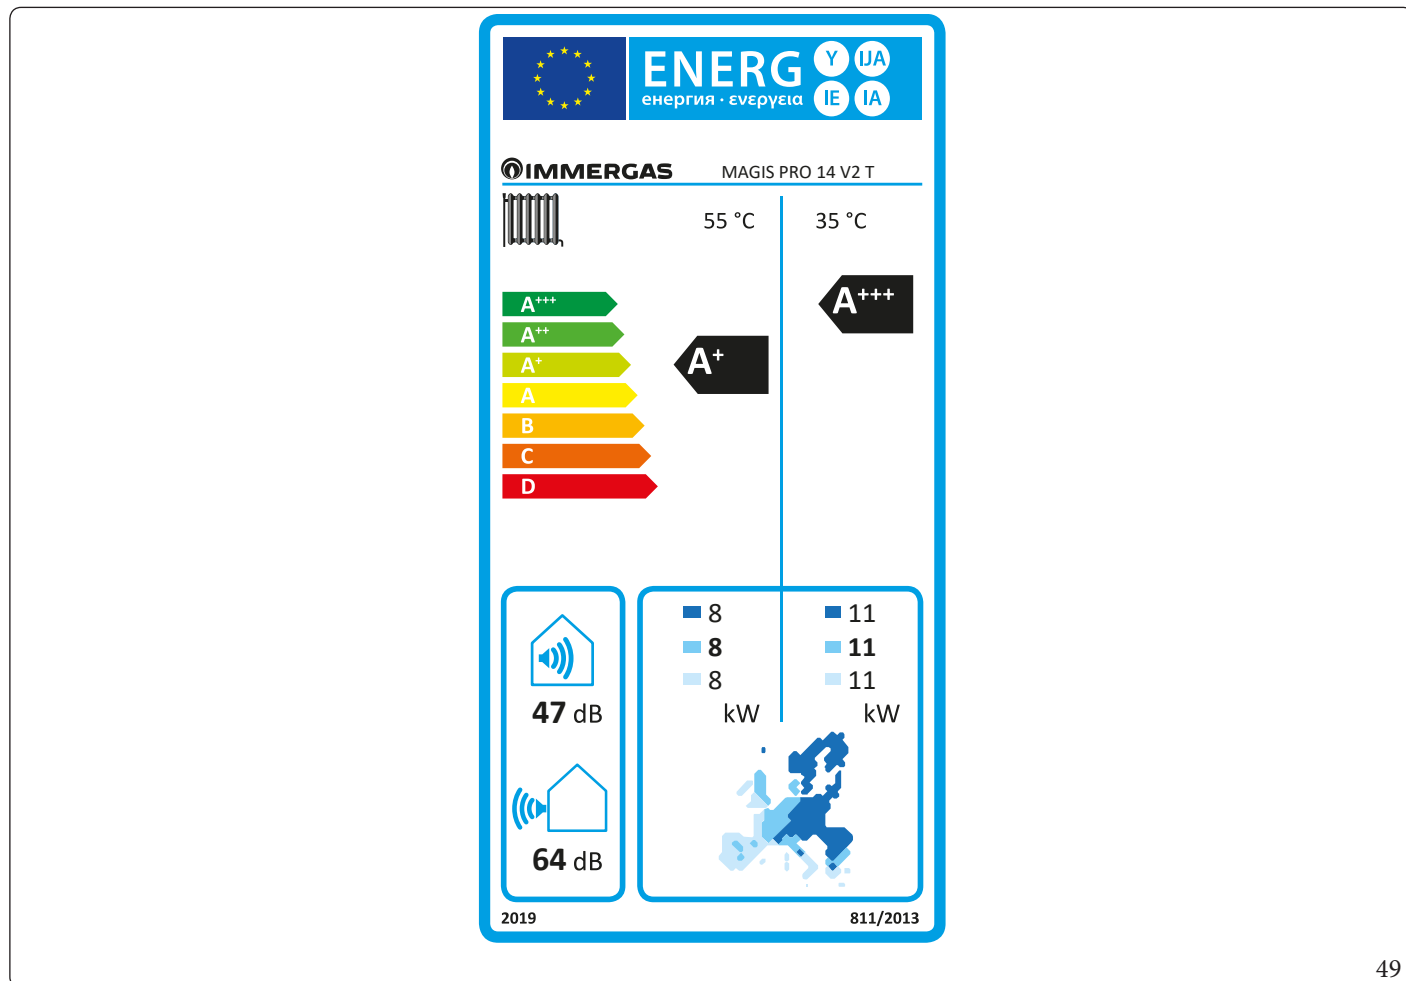 ENERG
енергия · ενεργεια
Y IJA
IE IA
IMMERGAS MAGIS PRO 14 V2 T
55 °C 35 °C
A+++
A+++
A++
A+
A+
A
B
C
D
8 11
8 11
8 11
kW kW
47 dB
64 dB
2019 811/2013
49